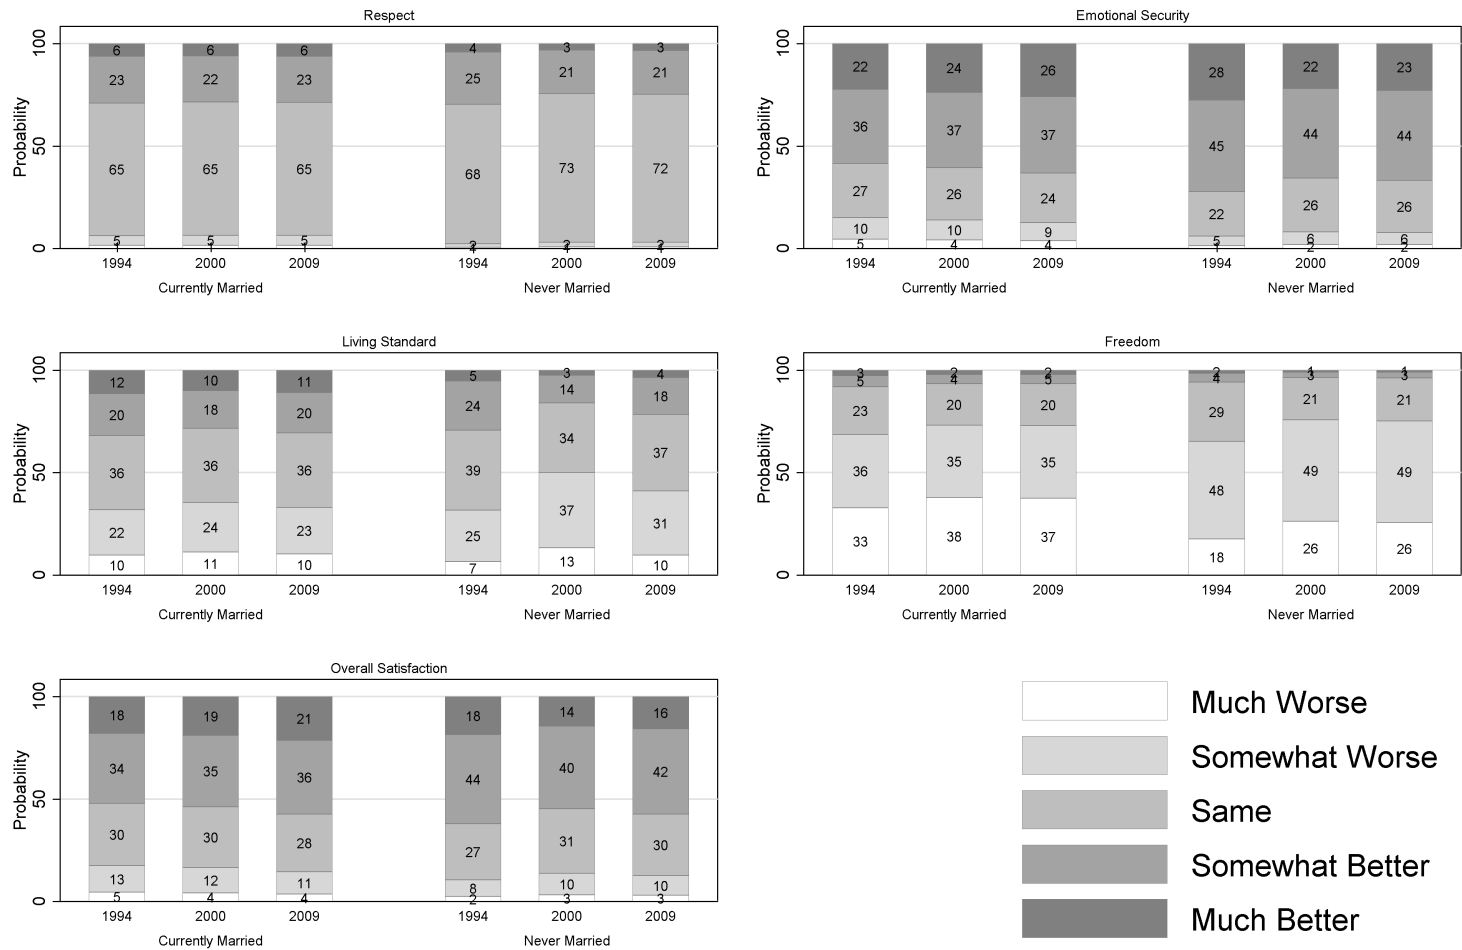 Respect
Probability
100
50
0
6 6 6 4 3 3
23 22 23 25 21 21
65 65 65 68 73 72
5 5 5 2 2 2
1994 2000 2009 1994 2000 2009
Currently Married Never Married
Emotional Security
Probability
100
50
0
22 24 26 28 22 23
36 37 37 45 44 44
27 26 24 22 26 26
10 10 9 5 6 6
5 4 4 1 2 2
1994 2000 2009 1994 2000 2009
Currently Married Never Married
Living Standard
Probability
100
50
0
12 10 11 5 3 4
20 18 20 24 14 18
36 36 36 39 34 37
22 24 23 25 37 31
10 11 10 7 13 10
1994 2000 2009 1994 2000 2009
Currently Married Never Married
Freedom
Probability
100
50
0
3 2 2 2 1 1
5 4 5 4 3 3
23 20 20 29 21 21
36 35 35 48 49 49
33 38 37 18 26 26
1994 2000 2009 1994 2000 2009
Currently Married Never Married
Overall Satisfaction
Probability
100
50
0
18 19 21 18 14 16
34 35 36 44 40 42
30 30 28 27 31 30
13 12 11 8 10 10
5 4 4 2 3 3
1994 2000 2009 1994 2000 2009
Currently Married Never Married
Much Worse
Somewhat Worse
Same
Somewhat Better
Much Better